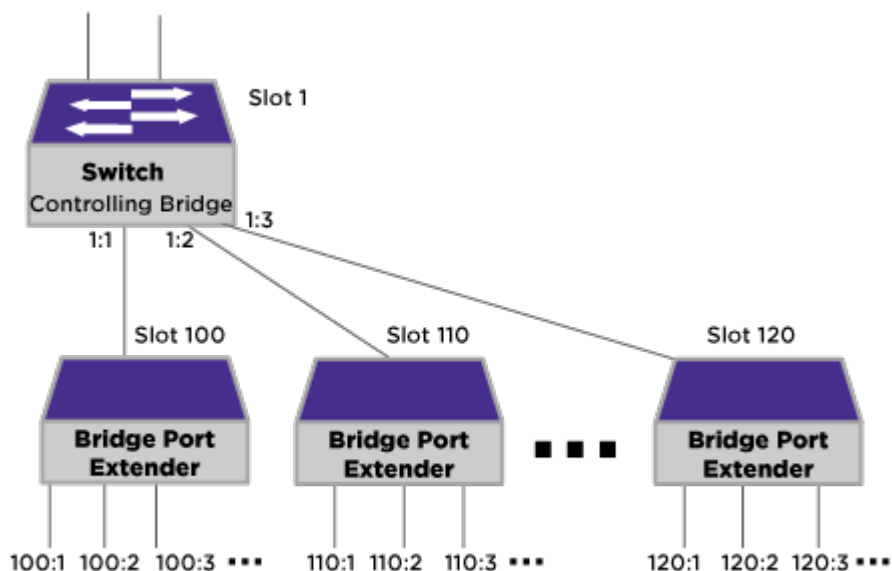 Slot 1
Switch
Controlling Bridge
1:1
1:2
1:3
Slot 100
Slot 110
Slot 120
Bridge Port
Extender
Bridge Port
Extender
Bridge Port
Extender
100:1 100:2 100:3
110:1 110:2 110:3
120:1 120:2 120:3